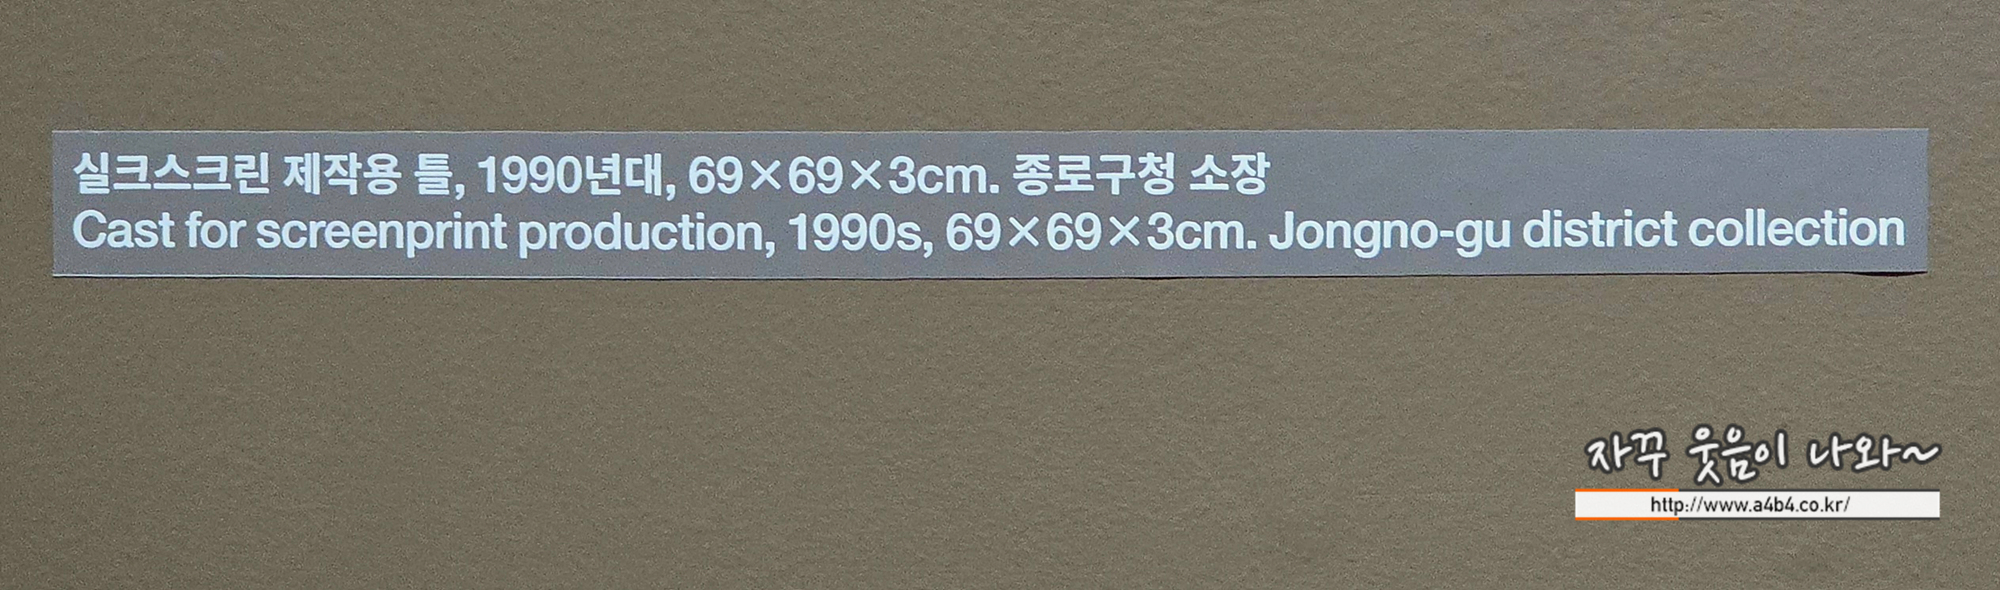 실크스크린 제작용 틀, 1990년대, 69×69×3cm. 종로구청 소장
Cast for screenprint production, 1990s, 69×69×3cm. Jongno-gu district collection
자꾸 웃음이 나와~
http://www.a4b4.co.kr/